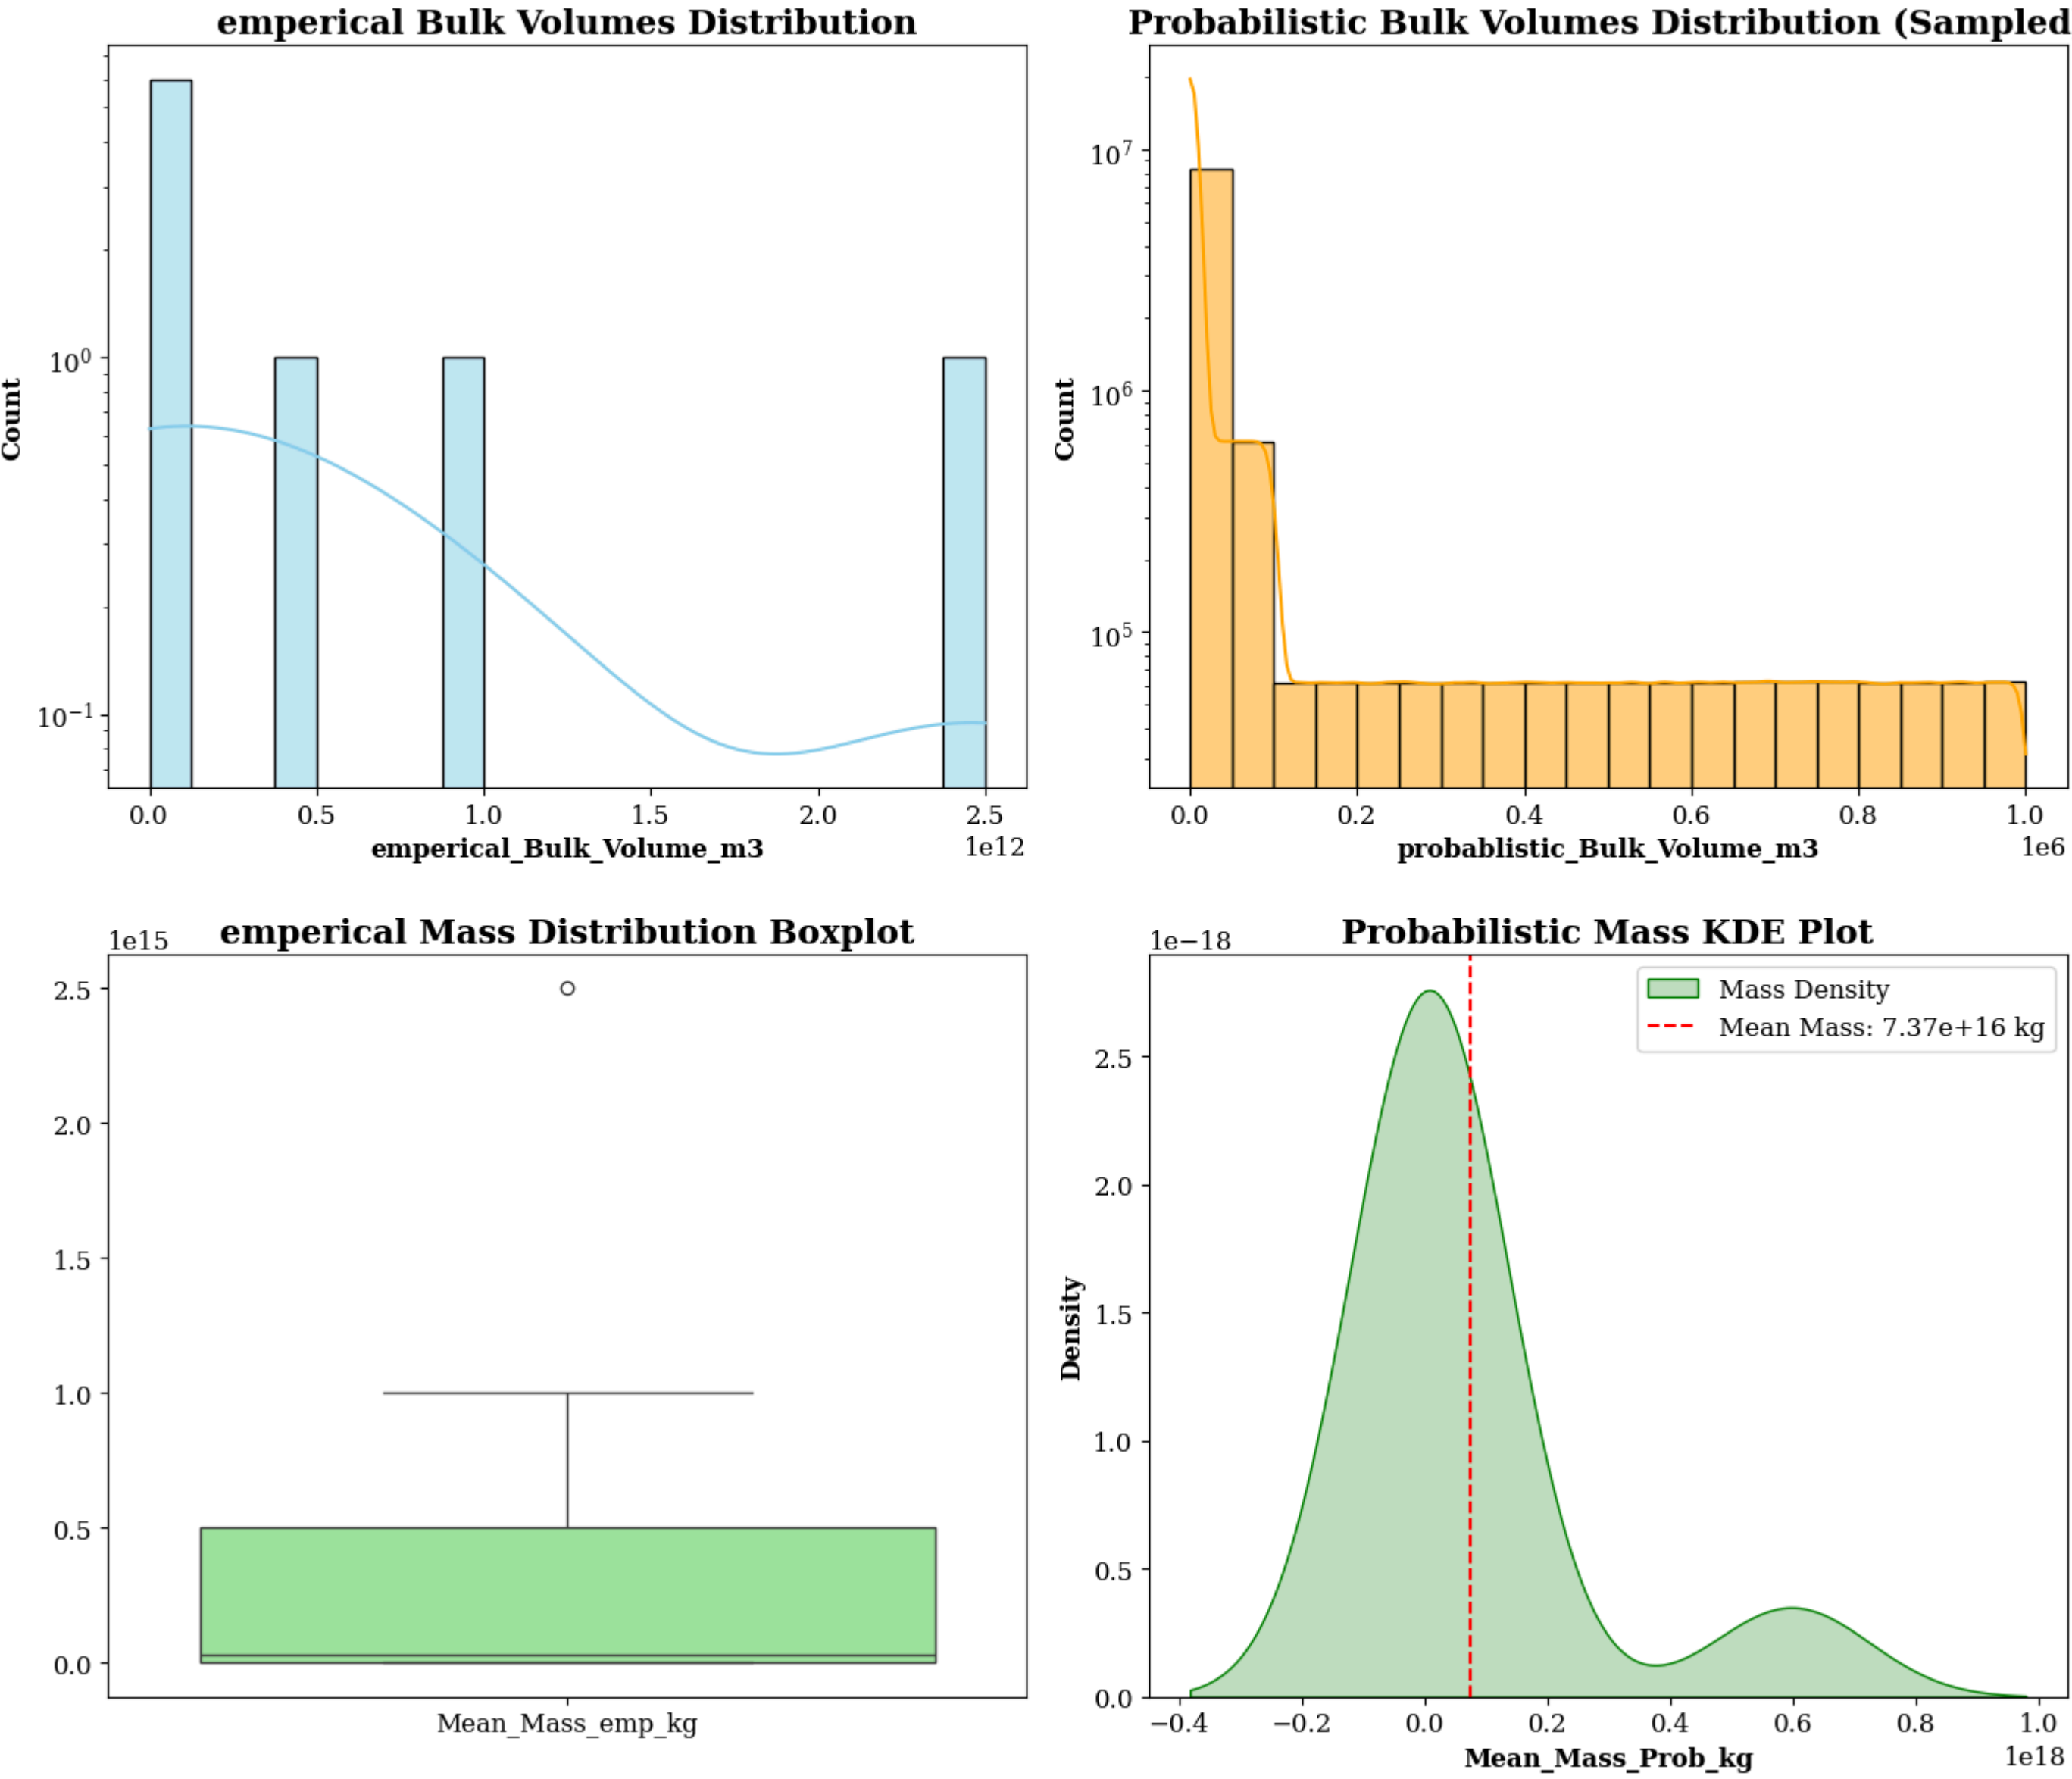 emperical Bulk Volumes Distribution
Count
10⁰
10⁻¹
0.0 0.5 1.0 1.5 2.0 2.5
emperical_Bulk_Volume_m3
1e12
Probabilistic Bulk Volumes Distribution (Sampled
Count
10⁷
10⁶
10⁵
0.0 0.2 0.4 0.6 0.8 1.0
probablistic_Bulk_Volume_m3
1e6
emperical Mass Distribution Boxplot
1e15
2.5
2.0
1.5
1.0
0.5
0.0
Mean_Mass_emp_kg
Probabilistic Mass KDE Plot
1e−18
Mass Density
Mean Mass: 7.37e+16 kg
Density
2.5
2.0
1.5
1.0
0.5
0.0
−0.4 −0.2 0.0 0.2 0.4 0.6 0.8 1.0
Mean_Mass_Prob_kg
1e18